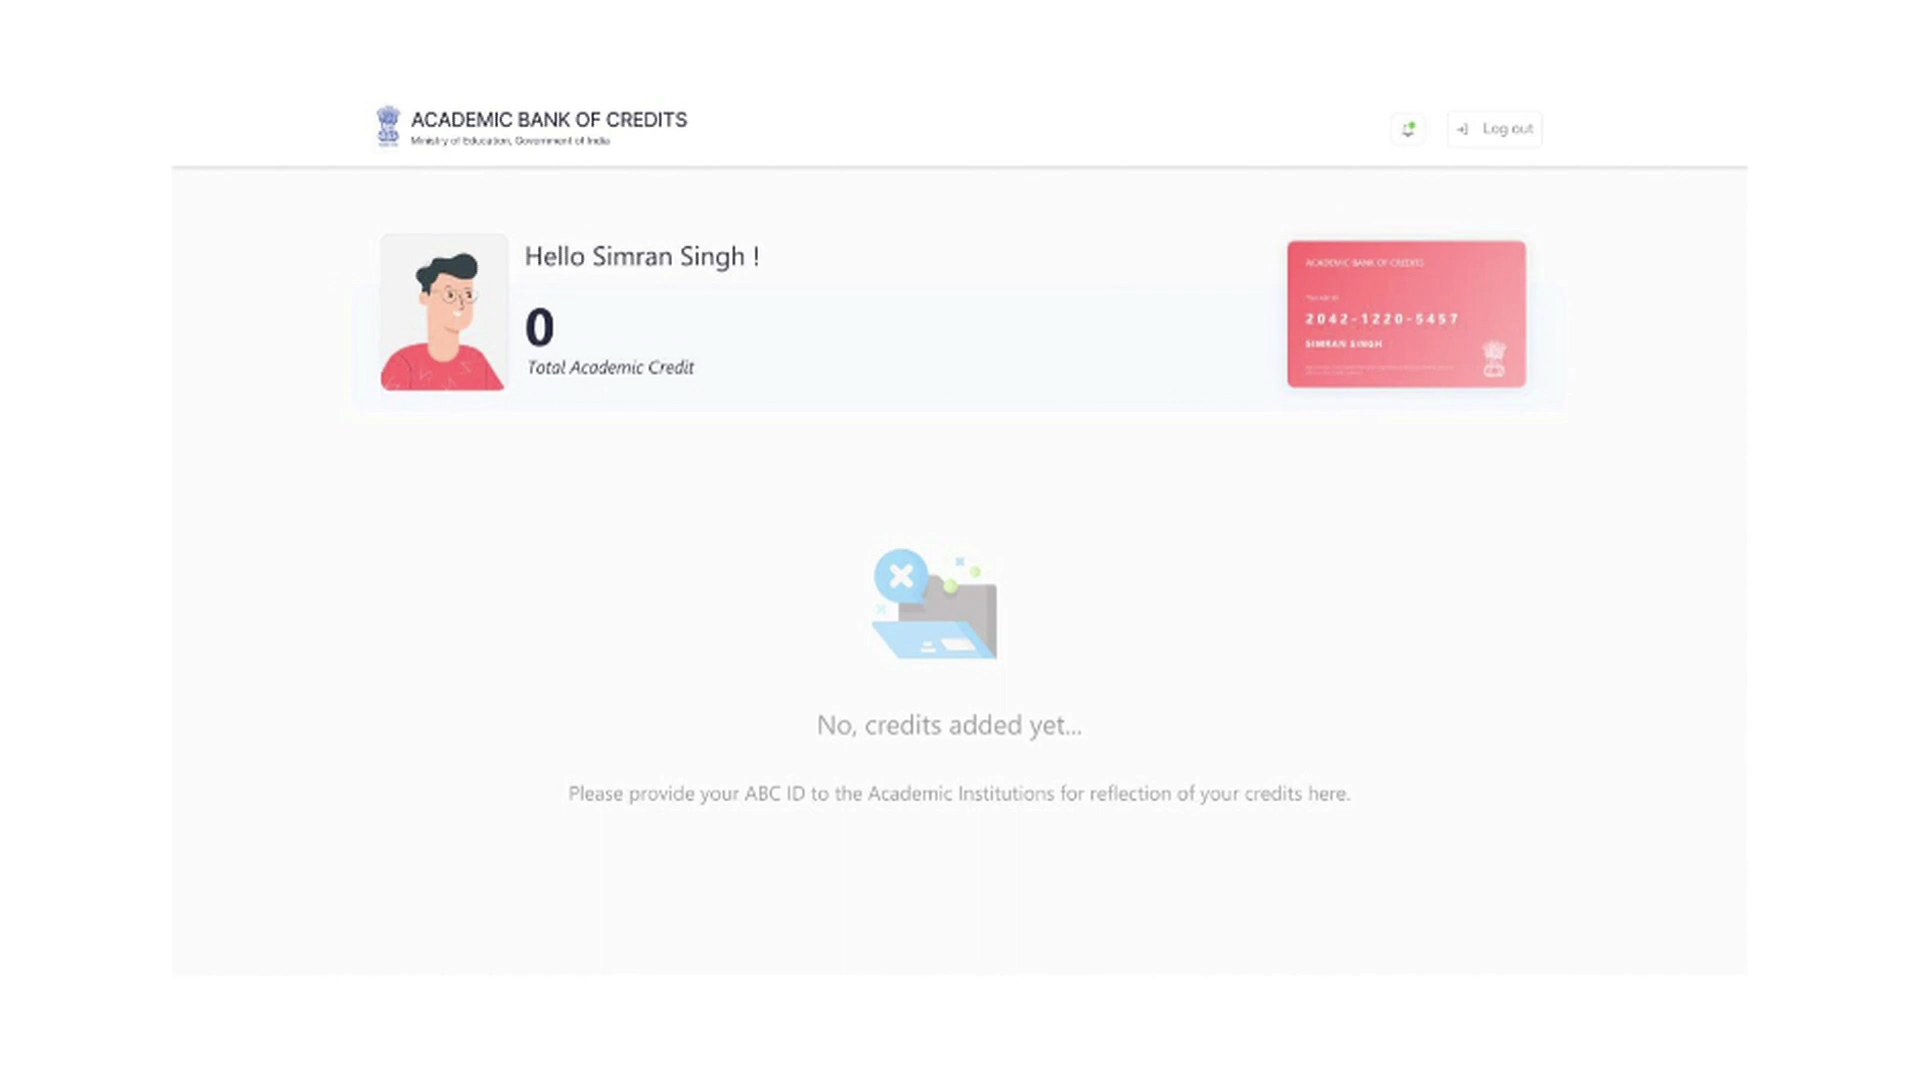 ACADEMIC BANK OF CREDITS
Ministry of Education, Government of India
Log out
Hello Simran Singh !
0
Total Academic Credit
ACADEMIC BANK OF CREDITS
2042-1220-5457
SIMRAN SINGH
No, credits added yet...
Please provide your ABC ID to the Academic Institutions for reflection of your credits here.